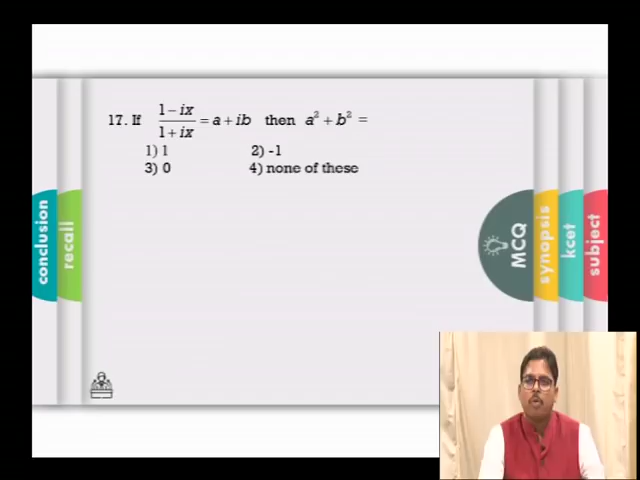 17. If (1 − ix)/(1 + ix) = a + ib then a² + b² =
1) 1 2) -1
3) 0 4) none of these
conclusion
recall
MCQ
synopsis
kcet
subject